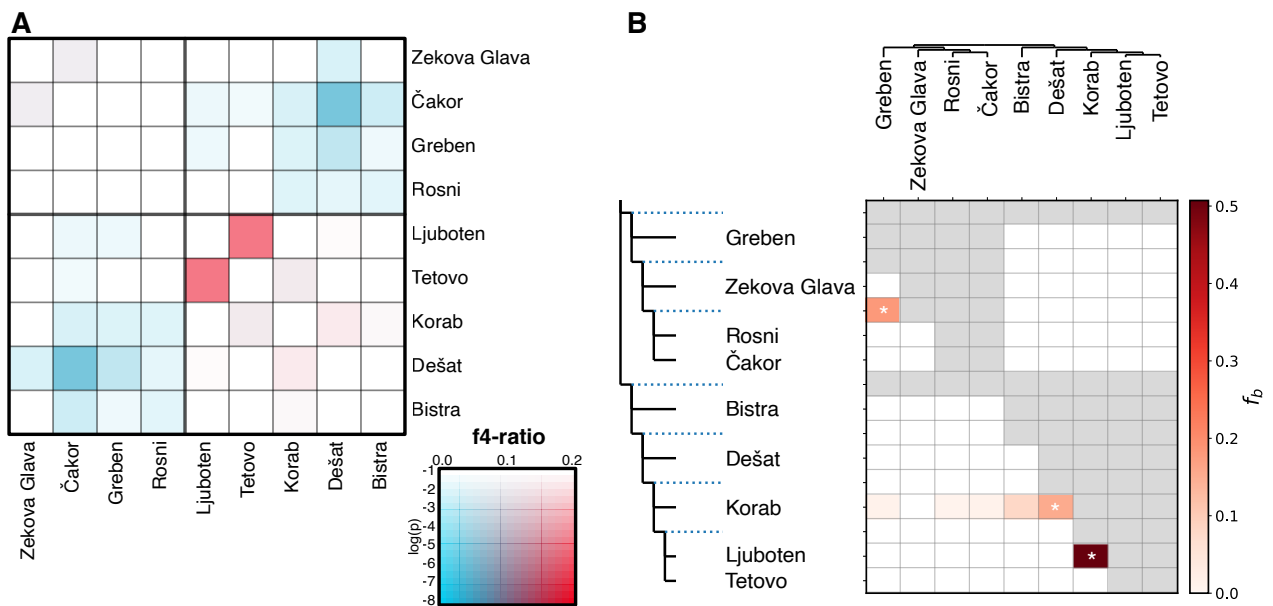 A
Zekova Glava
Čakor
Greben
Rosni
Ljuboten
Tetovo
Korab
Dešat
Bistra
Zekova Glava
Čakor
Greben
Rosni
Ljuboten
Tetovo
Korab
Dešat
Bistra
f4-ratio
0.0 0.1 0.2
log(p)
-1
-2
-3
-4
-5
-6
-7
-8
B
Greben
Zekova Glava
Rosni
Čakor
Bistra
Dešat
Korab
Ljuboten
Tetovo
Greben
Zekova Glava
Rosni
Čakor
Bistra
Dešat
Korab
Ljuboten
Tetovo
*
*
*
0.5
0.4
0.3
0.2
0.1
0.0
fb